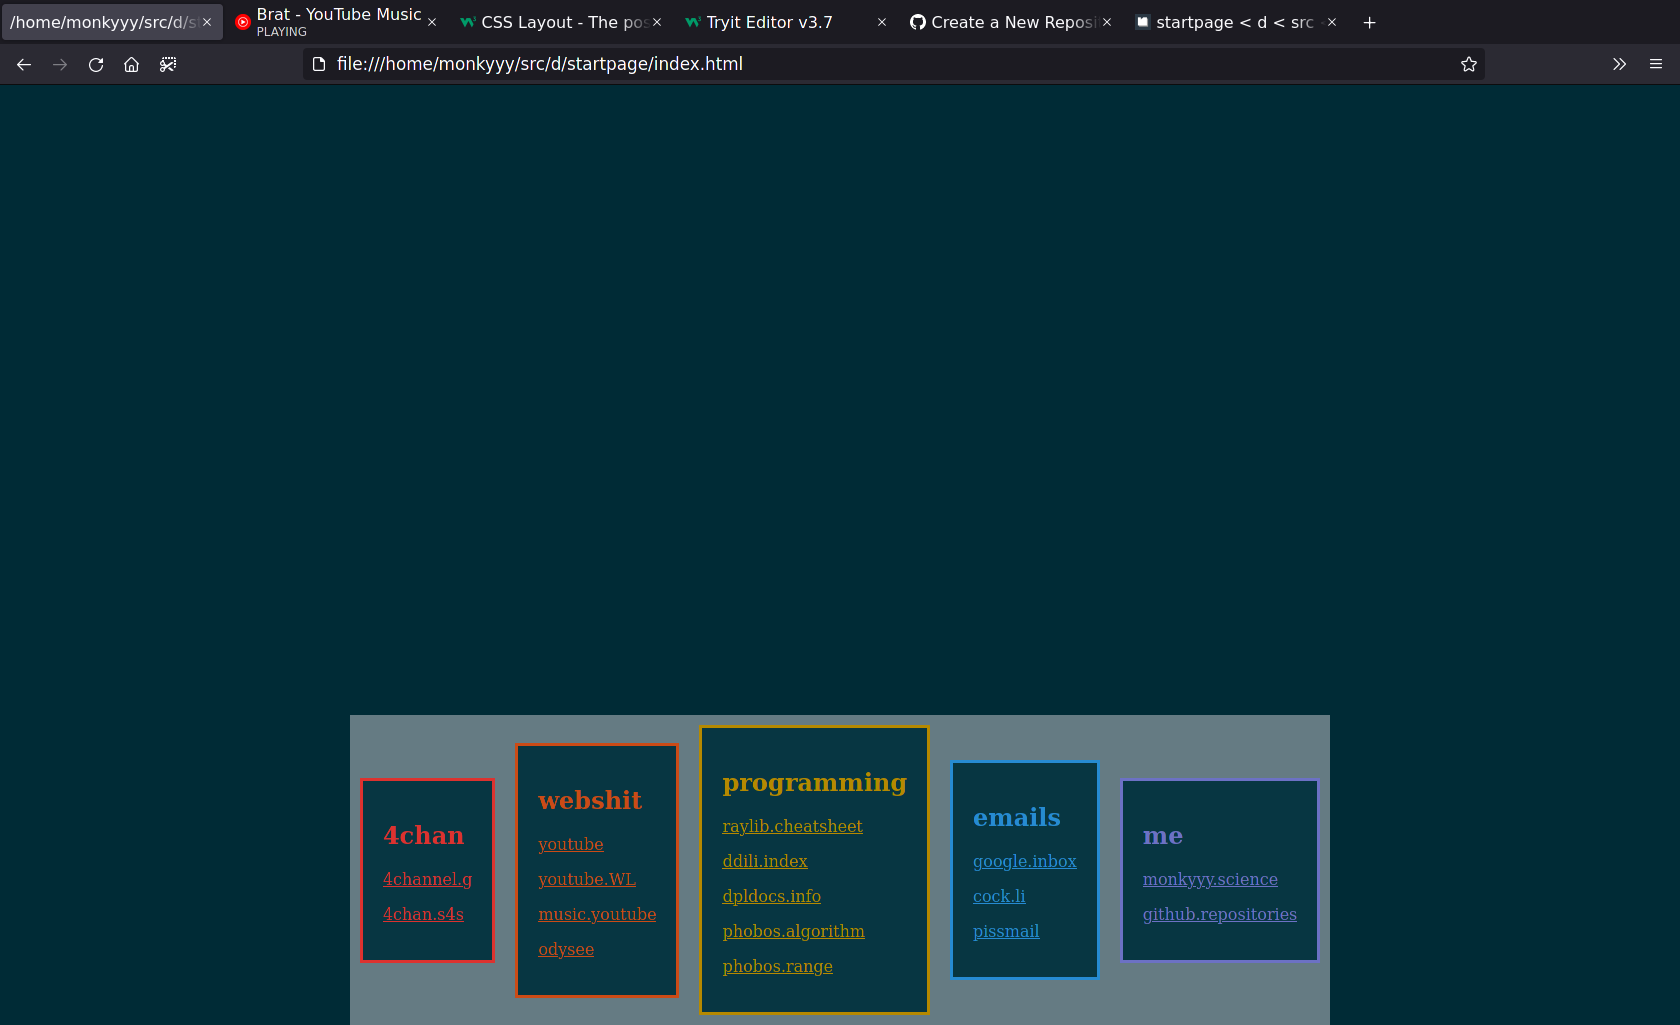 /home/monkyyy/src/d/s
Brat - YouTube Music
PLAYING
CSS Layout - The pos
Tryit Editor v3.7
Create a New Reposi
startpage < d < src <
file:///home/monkyyy/src/d/startpage/index.html
4chan
4channel.g
4chan.s4s
webshit
youtube
youtube.WL
music.youtube
odysee
programming
raylib.cheatsheet
ddili.index
dpldocs.info
phobos.algorithm
phobos.range
emails
google.inbox
cock.li
pissmail
me
monkyyy.science
github.repositories